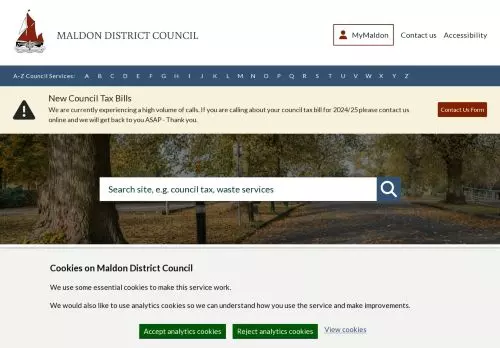 MALDON DISTRICT COUNCIL
MyMaldon
Contact us
Accessibility
A-Z Council Services: A B C D E F G H I J K L M N O P Q R S T U V W X Y Z
New Council Tax Bills
We are currently experiencing a high volume of calls. If you are calling about your council tax bill for 2024/25 please contact us
online and we will get back to you ASAP - Thank you.
Contact Us Form
Search site, e.g. council tax, waste services
Cookies on Maldon District Council
We use some essential cookies to make this service work.
We would also like to use analytics cookies so we can understand how you use the service and make improvements.
Accept analytics cookies
Reject analytics cookies
View cookies